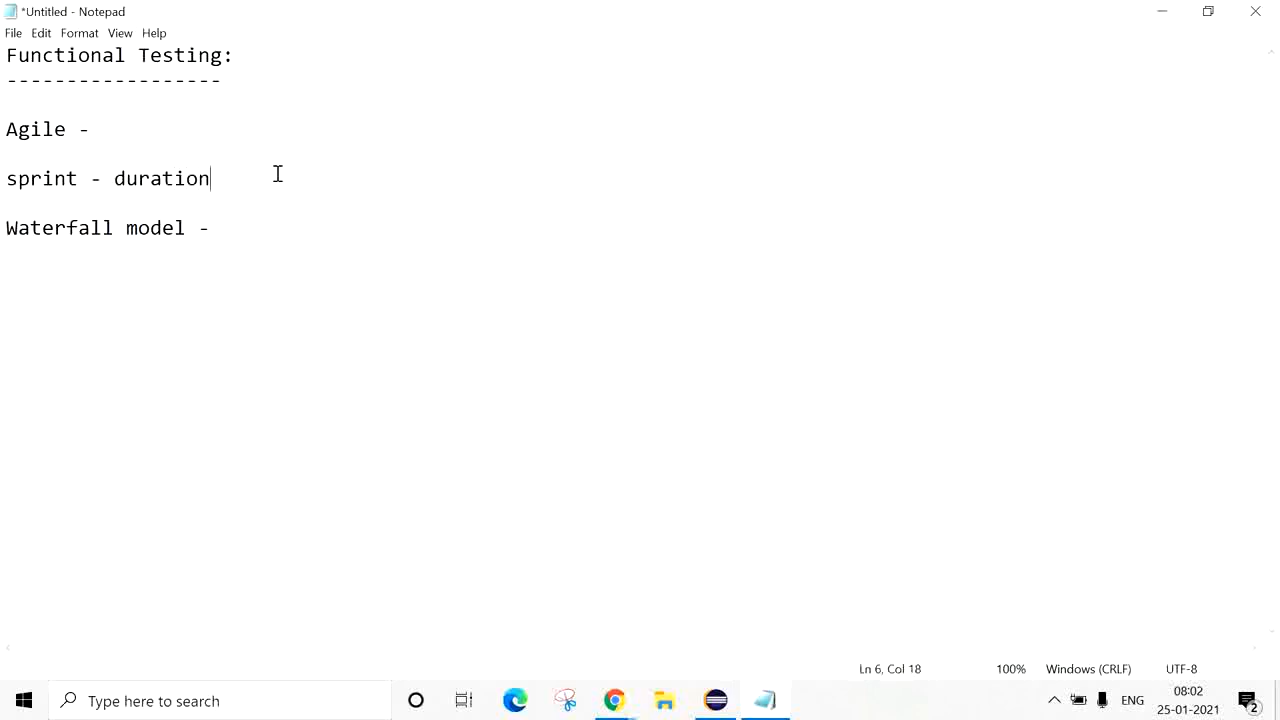 *Untitled - Notepad
File Edit Format View Help
Functional Testing:
------------------
Agile -
sprint - duration
Waterfall model -
Ln 6, Col 18 100% Windows (CRLF) UTF-8
Type here to search
ENG
08:02
25-01-2021
2